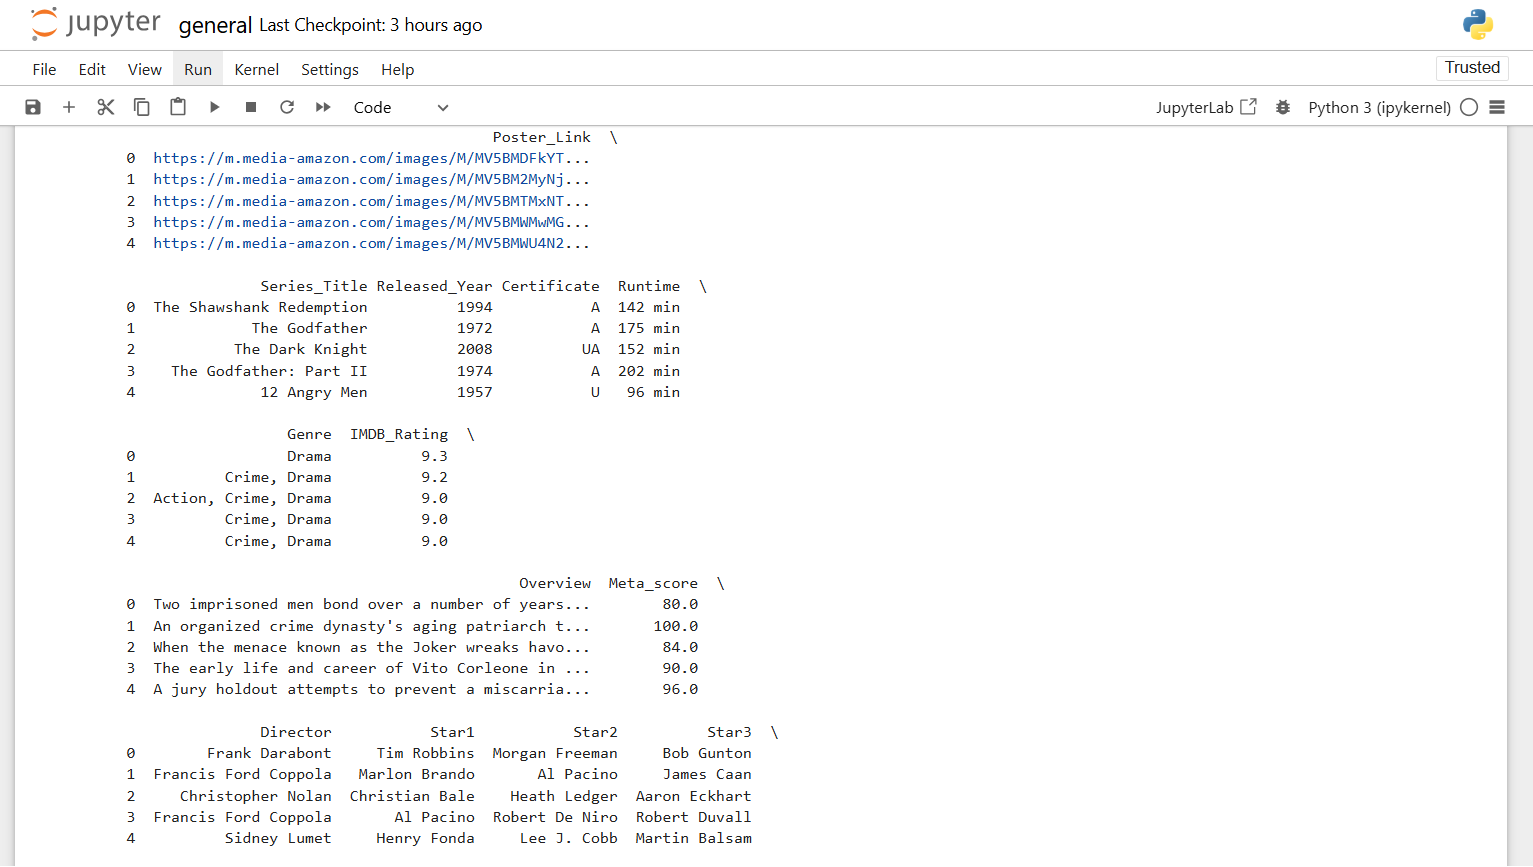 jupyter general Last Checkpoint: 3 hours ago
File Edit View Run Kernel Settings Help Trusted
Code JupyterLab Python 3 (ipykernel)
Poster_Link \
0 https://m.media-amazon.com/images/M/MV5BMDFkYT...
1 https://m.media-amazon.com/images/M/MV5BM2MyNj...
2 https://m.media-amazon.com/images/M/MV5BMTMxNT...
3 https://m.media-amazon.com/images/M/MV5BMWMwMG...
4 https://m.media-amazon.com/images/M/MV5BMWU4N2...
Series_Title Released_Year Certificate Runtime \
0 The Shawshank Redemption 1994 A 142 min
1 The Godfather 1972 A 175 min
2 The Dark Knight 2008 UA 152 min
3 The Godfather: Part II 1974 A 202 min
4 12 Angry Men 1957 U 96 min
Genre IMDB_Rating \
0 Drama 9.3
1 Crime, Drama 9.2
2 Action, Crime, Drama 9.0
3 Crime, Drama 9.0
4 Crime, Drama 9.0
Overview Meta_score \
0 Two imprisoned men bond over a number of years... 80.0
1 An organized crime dynasty's aging patriarch t... 100.0
2 When the menace known as the Joker wreaks havo... 84.0
3 The early life and career of Vito Corleone in ... 90.0
4 A jury holdout attempts to prevent a miscarria... 96.0
Director Star1 Star2 Star3 \
0 Frank Darabont Tim Robbins Morgan Freeman Bob Gunton
1 Francis Ford Coppola Marlon Brando Al Pacino James Caan
2 Christopher Nolan Christian Bale Heath Ledger Aaron Eckhart
3 Francis Ford Coppola Al Pacino Robert De Niro Robert Duvall
4 Sidney Lumet Henry Fonda Lee J. Cobb Martin Balsam